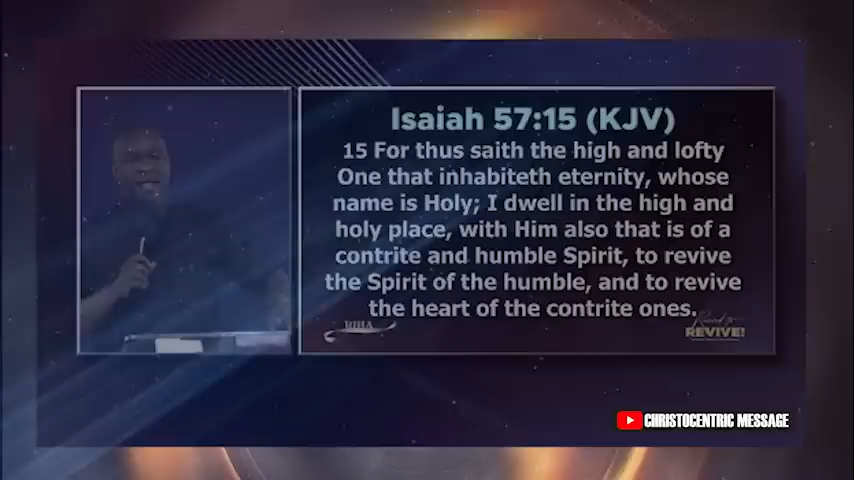 Isaiah 57:15 (KJV)
15 For thus saith the high and lofty
One that inhabiteth eternity, whose
name is Holy; I dwell in the high and
holy place, with Him also that is of a
contrite and humble Spirit, to revive
the Spirit of the humble, and to revive
the heart of the contrite ones.
REVIVE!
CHRISTOCENTRIC MESSAGE